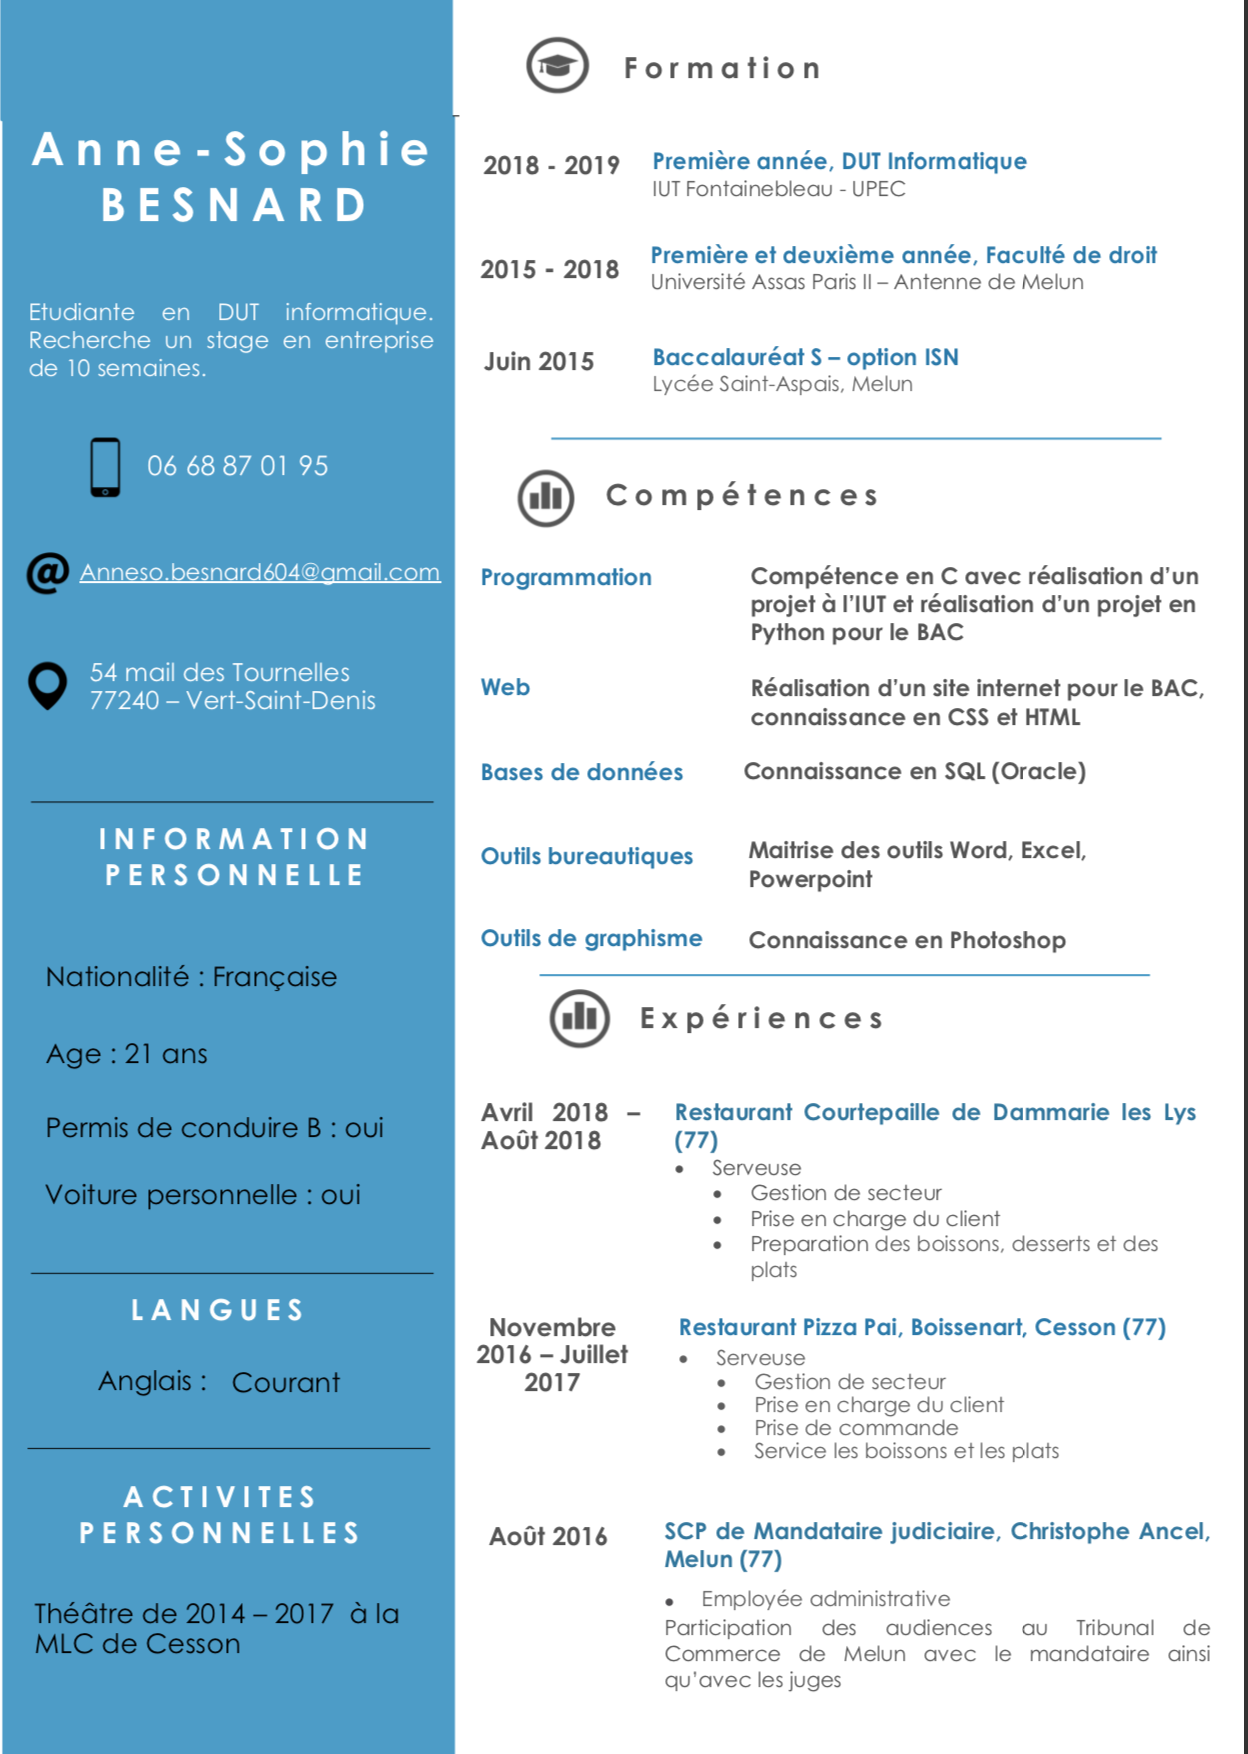 Anne-Sophie
BESNARD
Etudiante en DUT informatique.
Recherche un stage en entreprise
de 10 semaines.
06 68 87 01 95
@ Anneso.besnard604@gmail.com
54 mail des Tournelles
77240 – Vert-Saint-Denis
INFORMATION
PERSONNELLE
Nationalité : Française
Age : 21 ans
Permis de conduire B : oui
Voiture personnelle : oui
LANGUES
Anglais : Courant
ACTIVITES
PERSONNELLES
Théâtre de 2014 – 2017 à la
MLC de Cesson
Formation
2018 - 2019 Première année, DUT Informatique
IUT Fontainebleau - UPEC
2015 - 2018 Première et deuxième année, Faculté de droit
Université Assas Paris II – Antenne de Melun
Juin 2015 Baccalauréat S – option ISN
Lycée Saint-Aspais, Melun
Compétences
Programmation Compétence en C avec réalisation d'un
projet à l'IUT et réalisation d'un projet en
Python pour le BAC
Web Réalisation d'un site internet pour le BAC,
connaissance en CSS et HTML
Bases de données Connaissance en SQL (Oracle)
Outils bureautiques Maitrise des outils Word, Excel,
Powerpoint
Outils de graphisme Connaissance en Photoshop
Expériences
Avril 2018 –
Août 2018
Restaurant Courtepaille de Dammarie les Lys
(77)
• Serveuse
• Gestion de secteur
• Prise en charge du client
• Preparation des boissons, desserts et des
plats
Novembre
2016 – Juillet
2017
Restaurant Pizza Pai, Boissenart, Cesson (77)
• Serveuse
• Gestion de secteur
• Prise en charge du client
• Prise de commande
• Service les boissons et les plats
Août 2016
SCP de Mandataire judiciaire, Christophe Ancel,
Melun (77)
• Employée administrative
Participation des audiences au Tribunal de
Commerce de Melun avec le mandataire ainsi
qu'avec les juges